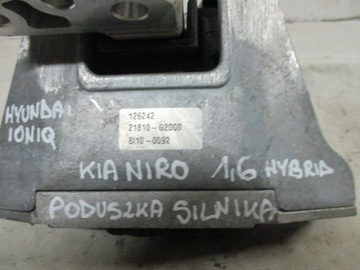 HYUNDAI
IONIQ
126242
21810-G2000
8I10-0092
KIA NIRO 1,6 HYBRID
PODUSZKA SILNIKA